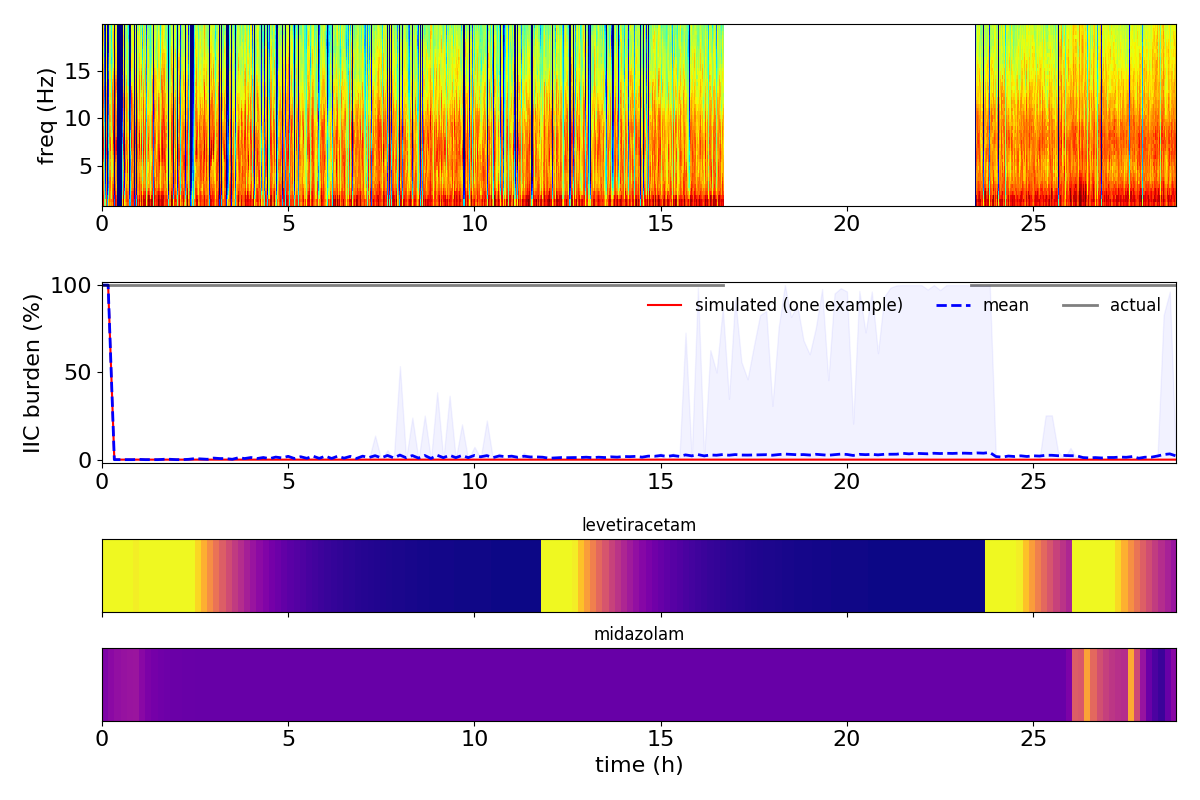 freq (Hz)
15
10
5
0 5 10 15 20 25
IIC burden (%)
100
50
0
simulated (one example) mean actual
0 5 10 15 20 25
levetiracetam
midazolam
0 5 10 15 20 25
time (h)